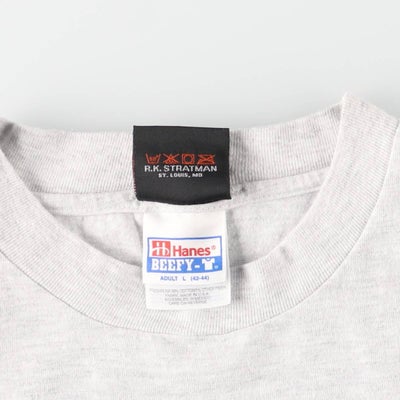 R.K. STRATMAN
ST. LOUIS, MO
Hanes®
BEEFY-
ADULT L (42-44)